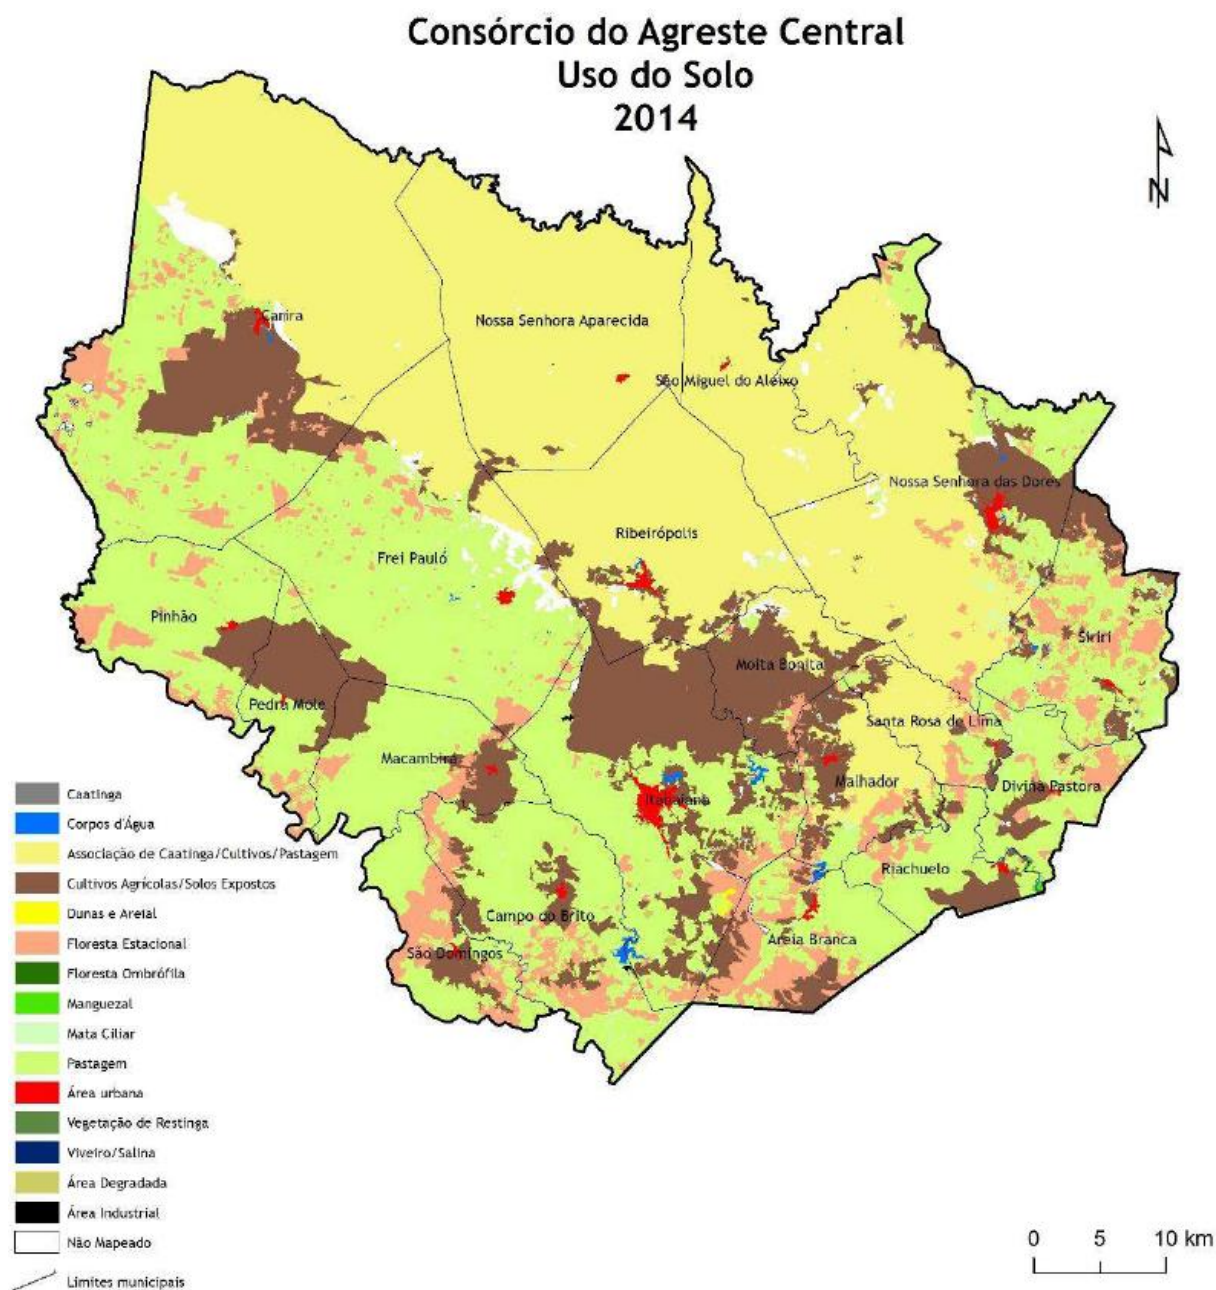 Consórcio do Agreste Central
Uso do Solo
2014
N
Carira
Nossa Senhora Aparecida
São Miguel do Aleixo
Nossa Senhora das Dores
Ribeirópolis
Frei Pauló
Pinhão
Siriri
Moita Bonita
Pedra Mole
Santa Rosa de Lima
Macambira
Malhador
Divina Pastora
Itabaiana
Riachuelo
Campo do Brito
Areia Branca
São Domingos
Caatinga
Corpos d'Água
Associação de Caatinga/Cultivos/Pastagem
Cultivos Agrícolas/Solos Expostos
Dunas e Areial
Floresta Estacional
Floresta Ombrófila
Manguezal
Mata Ciliar
Pastagem
Área urbana
Vegetação de Restinga
Viveiro/Salina
Área Degradada
Área Industrial
Não Mapeado
Limites municipais
0 5 10 km